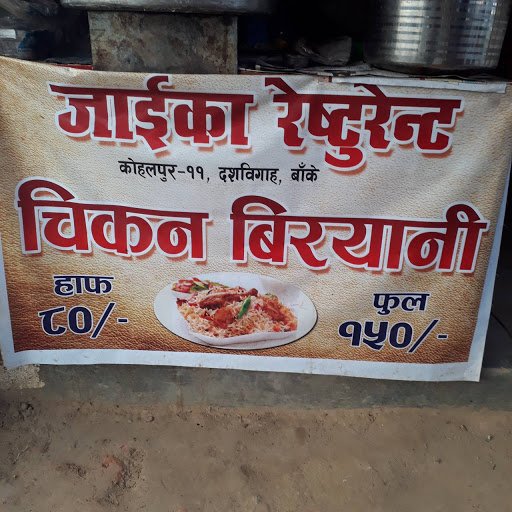 जाईका रेष्टुरेन्ट
कोहलपुर-११, दशविगाह, बाँके
चिकन बिरयानी
हाफ फुल
८०/- १५०/-